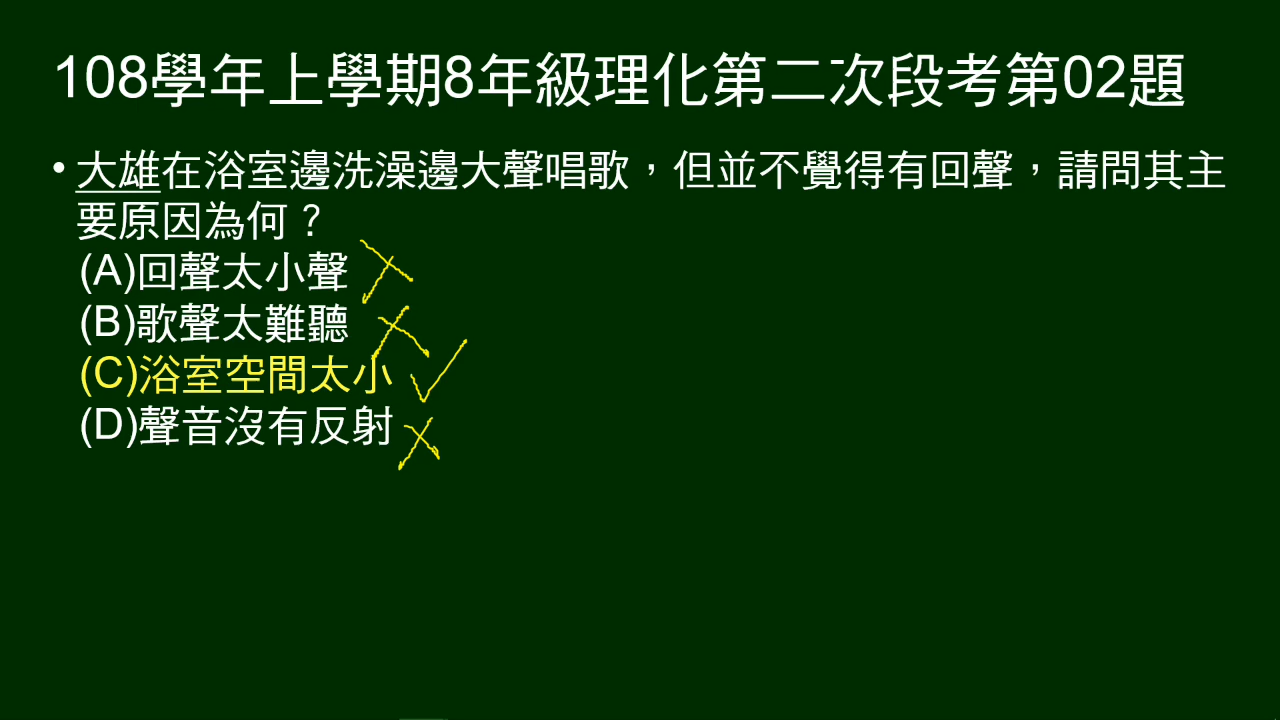 108學年上學期8年級理化第二次段考第02題
•大雄在浴室邊洗澡邊大聲唱歌，但並不覺得有回聲，請問其主
要原因為何？
(A)回聲太小聲
(B)歌聲太難聽
(C)浴室空間太小
(D)聲音沒有反射